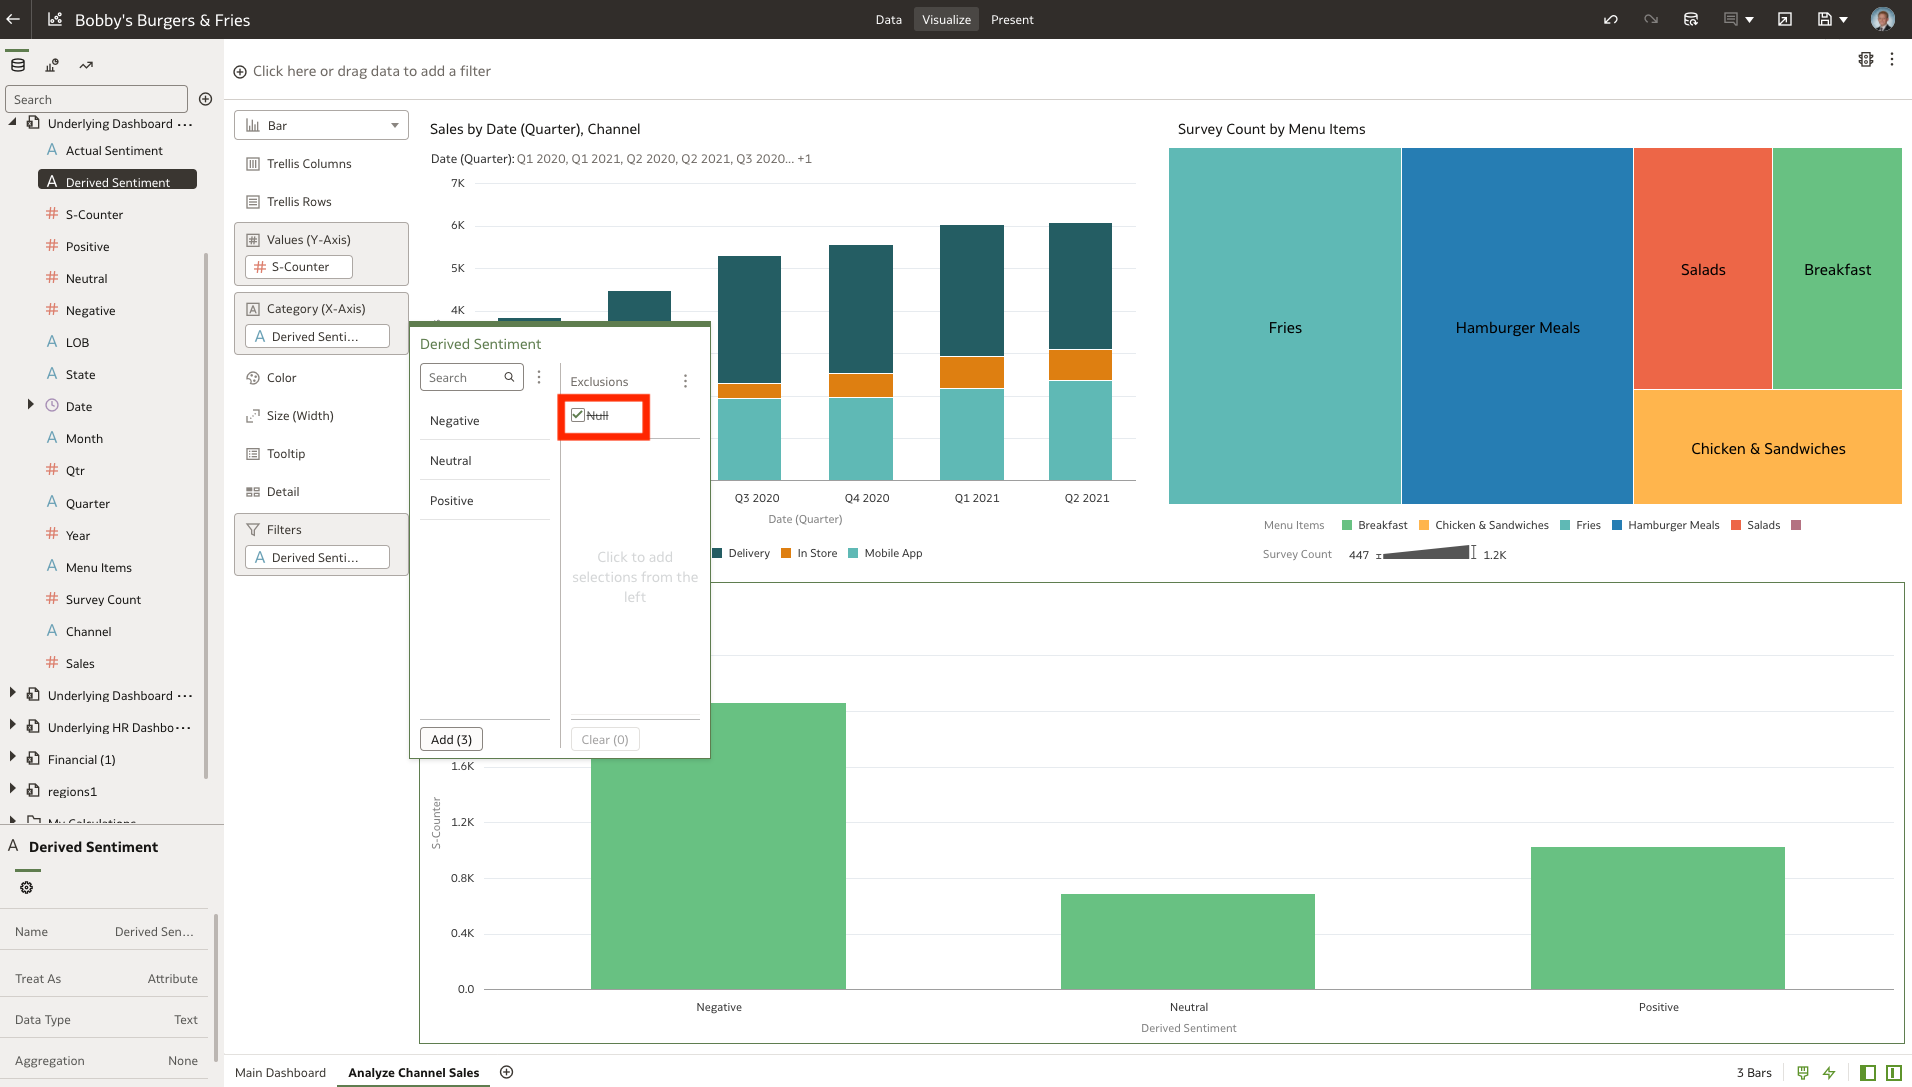 Bobby's Burgers & Fries
Data
Visualize
Present
Click here or drag data to add a filter
Search
Underlying Dashboard ...
A Actual Sentiment
A Derived Sentiment
# S-Counter
# Positive
# Neutral
# Negative
A LOB
A State
Date
A Month
# Qtr
A Quarter
# Year
A Menu Items
# Survey Count
A Channel
# Sales
Underlying Dashboard ...
Underlying HR Dashbo...
Financial (1)
regions1
My Calculations
A Derived Sentiment
Name Derived Sen...
Treat As Attribute
Data Type Text
Aggregation None
Bar
Trellis Columns
Trellis Rows
# Values (Y-Axis)
# S-Counter
A Category (X-Axis)
A Derived Senti...
Color
Size (Width)
Tooltip
Detail
Filters
A Derived Senti...
Sales by Date (Quarter), Channel
Date (Quarter): Q1 2020, Q1 2021, Q2 2020, Q2 2021, Q3 2020... +1
7K
6K
5K
4K
Q3 2020
Q4 2020
Q1 2021
Q2 2021
Date (Quarter)
Delivery
In Store
Mobile App
Derived Sentiment
Search
Negative
Neutral
Positive
Add (3)
Exclusions
Null
Click to add
selections from the
left
Clear (0)
Survey Count by Menu Items
Fries
Hamburger Meals
Salads
Breakfast
Chicken & Sandwiches
Menu Items
Breakfast
Chicken & Sandwiches
Fries
Hamburger Meals
Salads
Survey Count 447 1.2K
1.6K
1.2K
0.8K
0.4K
0.0
S-Counter
Negative
Neutral
Positive
Derived Sentiment
Main Dashboard
Analyze Channel Sales
3 Bars